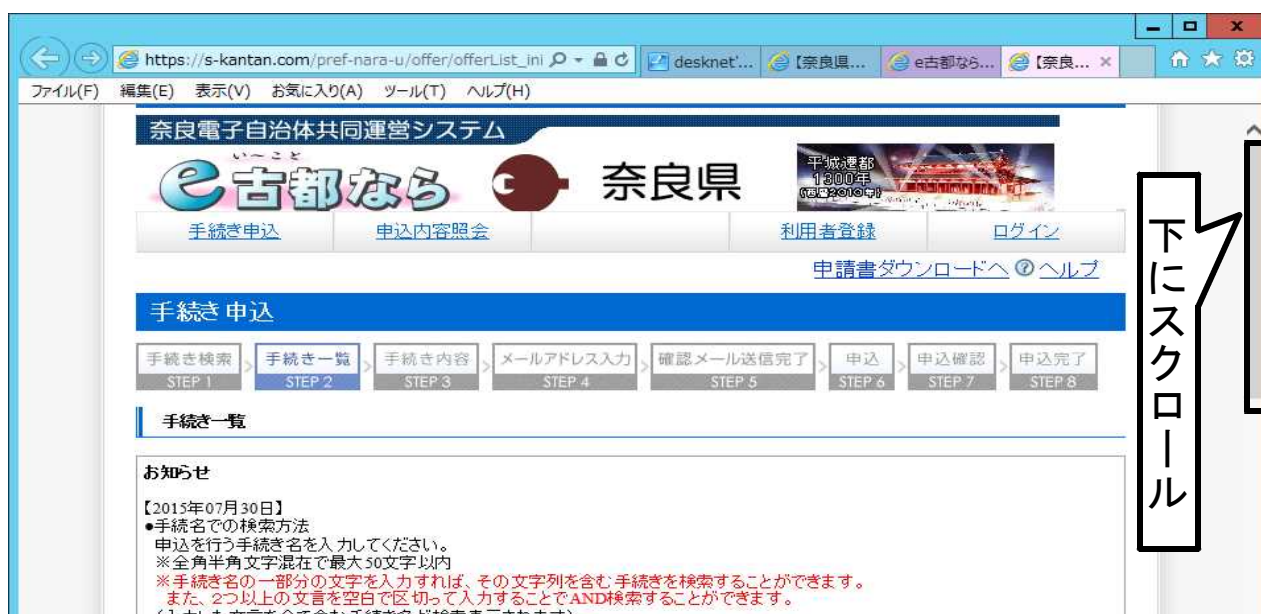 https://s-kantan.com/pref-nara-u/offer/offerList_ini
desknet'...
【奈良県...
e古都なら...
【奈良...
ファイル(F) 編集(E) 表示(V) お気に入り(A) ツール(T) ヘルプ(H)
奈良電子自治体共同運営システム
い～こと
e古都なら
奈良県
平城遷都
1300年
(西暦2010年)
手続き申込
申込内容照会
利用者登録
ログイン
申請書ダウンロードへ ? ヘルプ
手続き申込
手続き検索 > 手続き一覧 > 手続き内容 > メールアドレス入力 > 確認メール送信完了 > 申込 > 申込確認 > 申込完了
STEP 1 STEP 2 STEP 3 STEP 4 STEP 5 STEP 6 STEP 7 STEP 8
手続き一覧
お知らせ
【2015年07月30日】
●手続名での検索方法
申込を行う手続き名を入力してください。
※全角半角文字混在で最大50文字以内
※手続き名の一部分の文字を入力すれば、その文字列を含む手続きを検索することができます。
また、2つ以上の文言を空白で区切って入力することでAND検索することができます。
下にスクロール